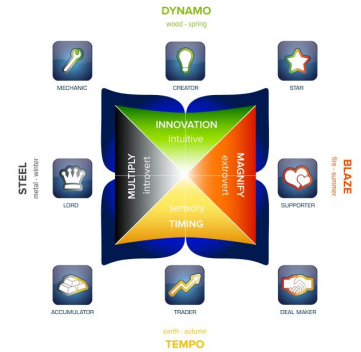 DYNAMO
wood - spring
MECHANIC
CREATOR
STAR
INNOVATION
intuitive
STEEL
metal - winter
LORD
MULTIPLY
introvert
MAGNIFY
extrovert
SUPPORTER
BLAZE
fire - summer
sensory
TIMING
ACCUMULATOR
TRADER
DEAL MAKER
earth - autumn
TEMPO